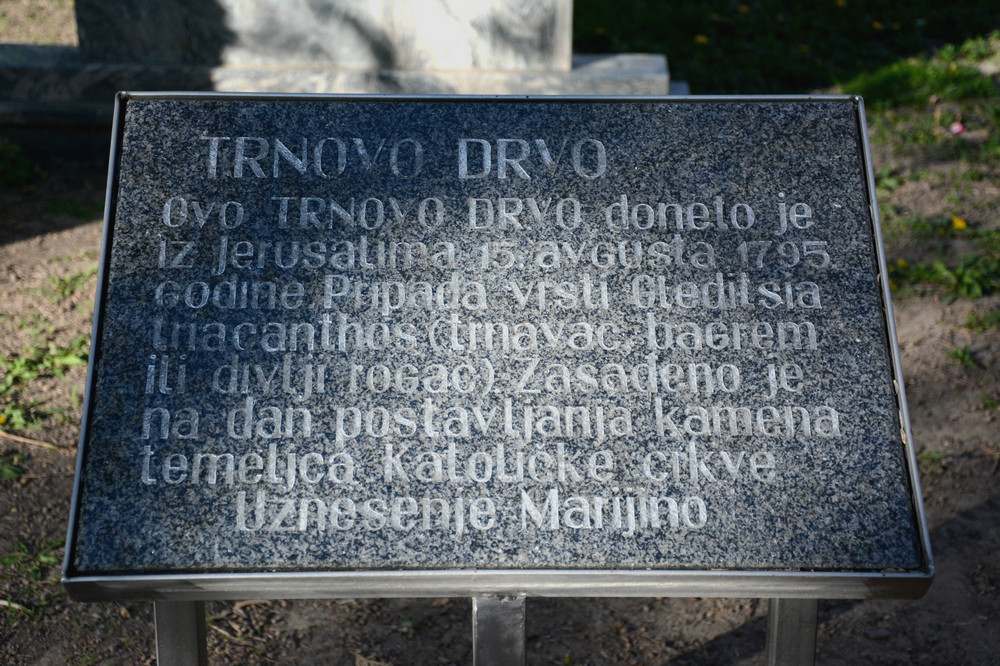 TRNOVO DRVO
Ovo TRNOVO DRVO doneto je
iz Jerusalima 15. avgusta 1795
godine Pripada vrsti Gleditsia
triacanthos (trnavac, bagrem
ili divlji rogač). Zasađeno je
na dan postavljanja kamena
temeljca Katoličke crkve
Uznesenje Marijino